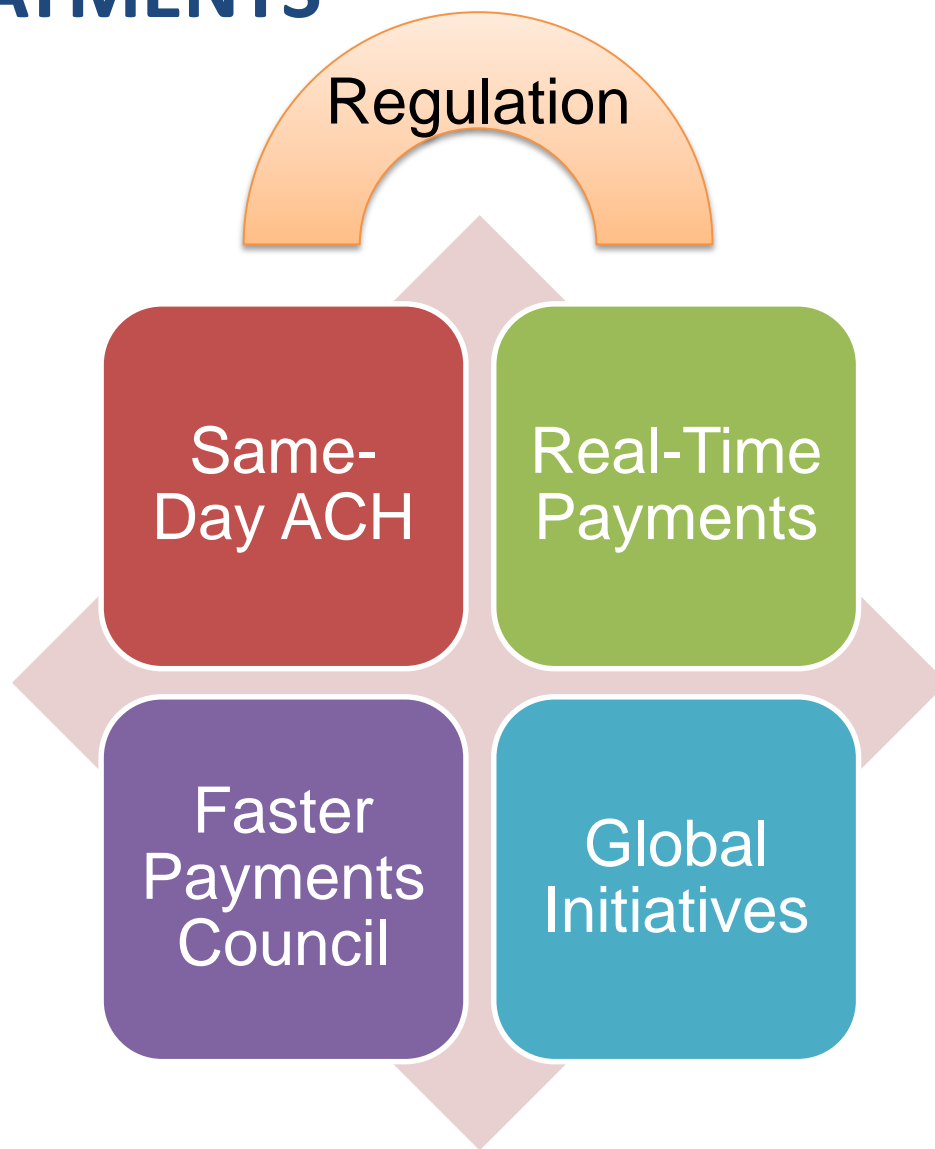 Regulation
Same-
Day ACH
Real-Time
Payments
Faster
Payments
Council
Global
Initiatives